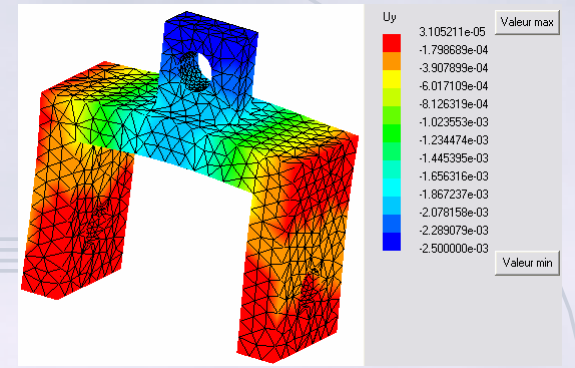 Uy
Valeur max
3.105211e-05
-1.798689e-04
-3.907899e-04
-6.017109e-04
-8.126319e-04
-1.023553e-03
-1.234474e-03
-1.445395e-03
-1.656316e-03
-1.867237e-03
-2.078158e-03
-2.289079e-03
-2.500000e-03
Valeur min